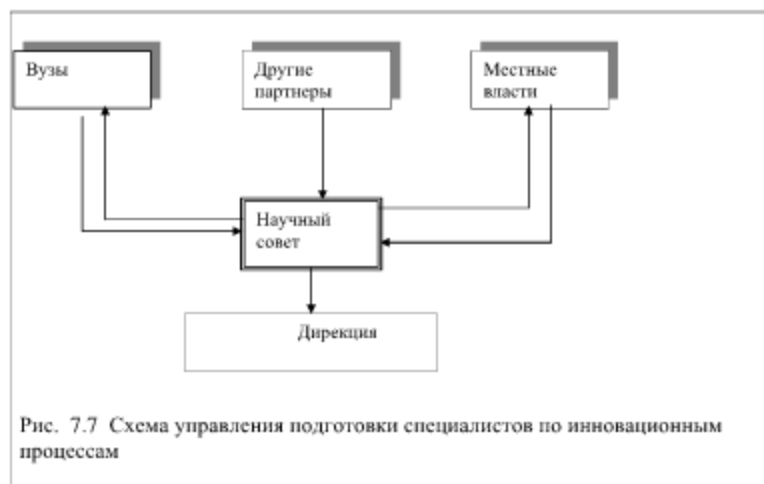 Вузы
Другие
партнеры
Местные
власти
Научный
совет
Дирекция
Рис. 7.7 Схема управления подготовки специалистов по инновационным
процессам